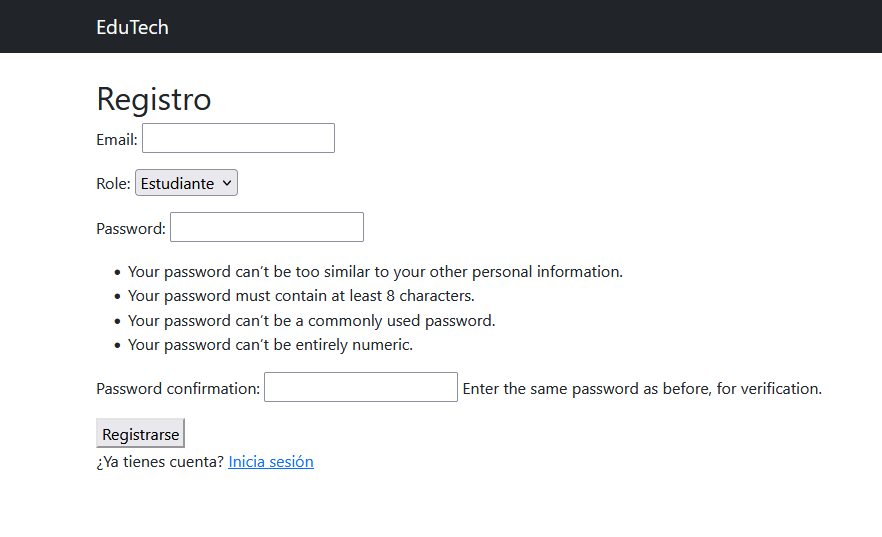 EduTech
Registro
Email:
Role: Estudiante
Password:
• Your password can't be too similar to your other personal information.
• Your password must contain at least 8 characters.
• Your password can't be a commonly used password.
• Your password can't be entirely numeric.
Password confirmation: Enter the same password as before, for verification.
Registrarse
¿Ya tienes cuenta? Inicia sesión